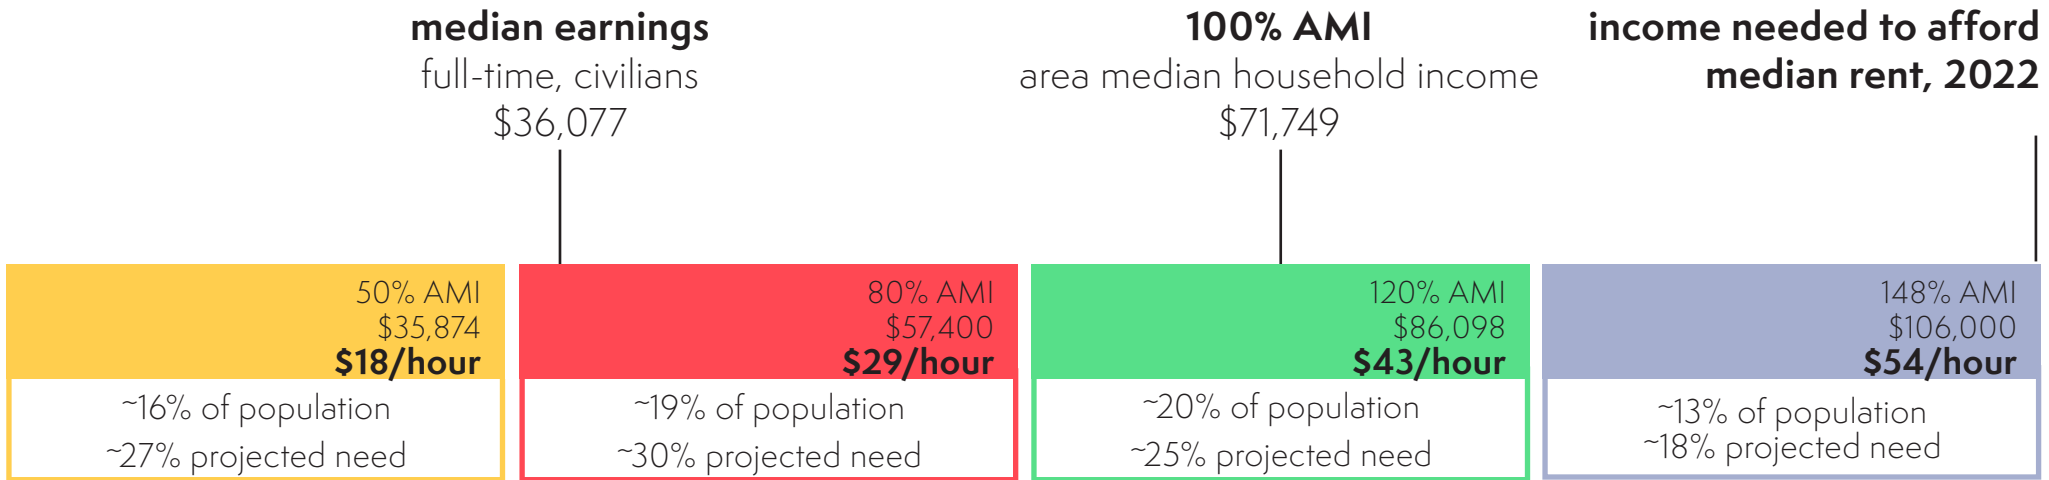 median earnings
full-time, civilians
$36,077
100% AMI
area median household income
$71,749
income needed to afford
median rent, 2022
50% AMI
$35,874
$18/hour
~16% of population
~27% projected need
80% AMI
$57,400
$29/hour
~19% of population
~30% projected need
120% AMI
$86,098
$43/hour
~20% of population
~25% projected need
148% AMI
$106,000
$54/hour
~13% of population
~18% projected need